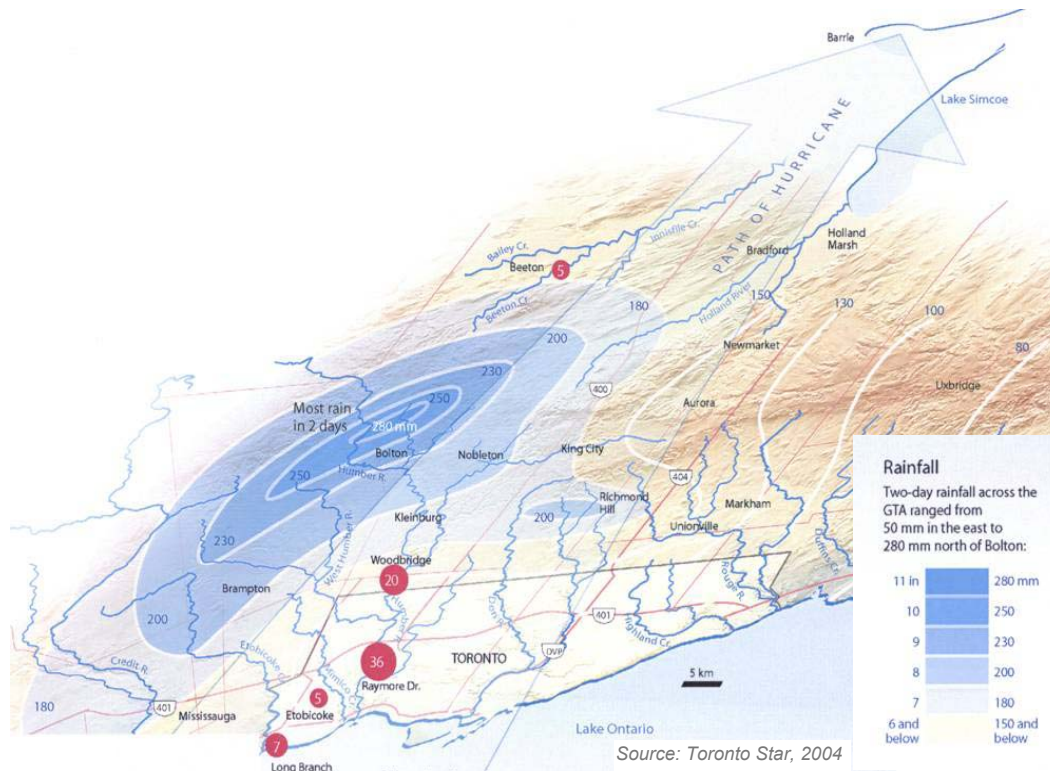 Barrie
Lake Simcoe
PATH OF HURRICANE
Holland
Marsh
Bradford
Innisfile Cr.
Bailey Cr.
Beeton
5
Beeton Cr.
Holland River
180
150
130
100
80
200
230
250
Newmarket
Uxbridge
400
Aurora
Most rain
in 2 days
280 mm
Bolton
Nobleton
King City
250
Humber R.
404
Richmond
Hill
Markham
Kleinburg
200
Unionville
230
West Humber R.
Woodbridge
20
Duffins Cr.
Rouge R.
Brampton
Humber
Don R.
401
Highland Cr.
200
Etobicoke Cr.
Mimico Cr.
36
TORONTO
DVP
Raymore Dr.
5 km
Credit R.
5
Etobicoke
180
401
Mississauga
7
Long Branch
Lake Ontario
Source: Toronto Star, 2004
Rainfall
Two-day rainfall across the
GTA ranged from
50 mm in the east to
280 mm north of Bolton:
11 in 280 mm
10 250
9 230
8 200
7 180
6 and 150 and
below below